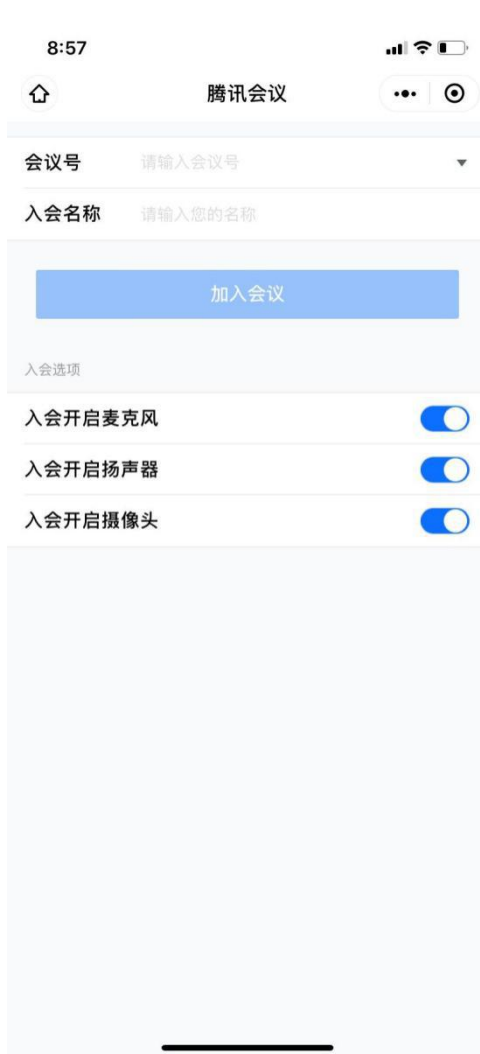 8:57
腾讯会议
会议号 请输入会议号
入会名称 请输入您的名称
加入会议
入会选项
入会开启麦克风
入会开启扬声器
入会开启摄像头